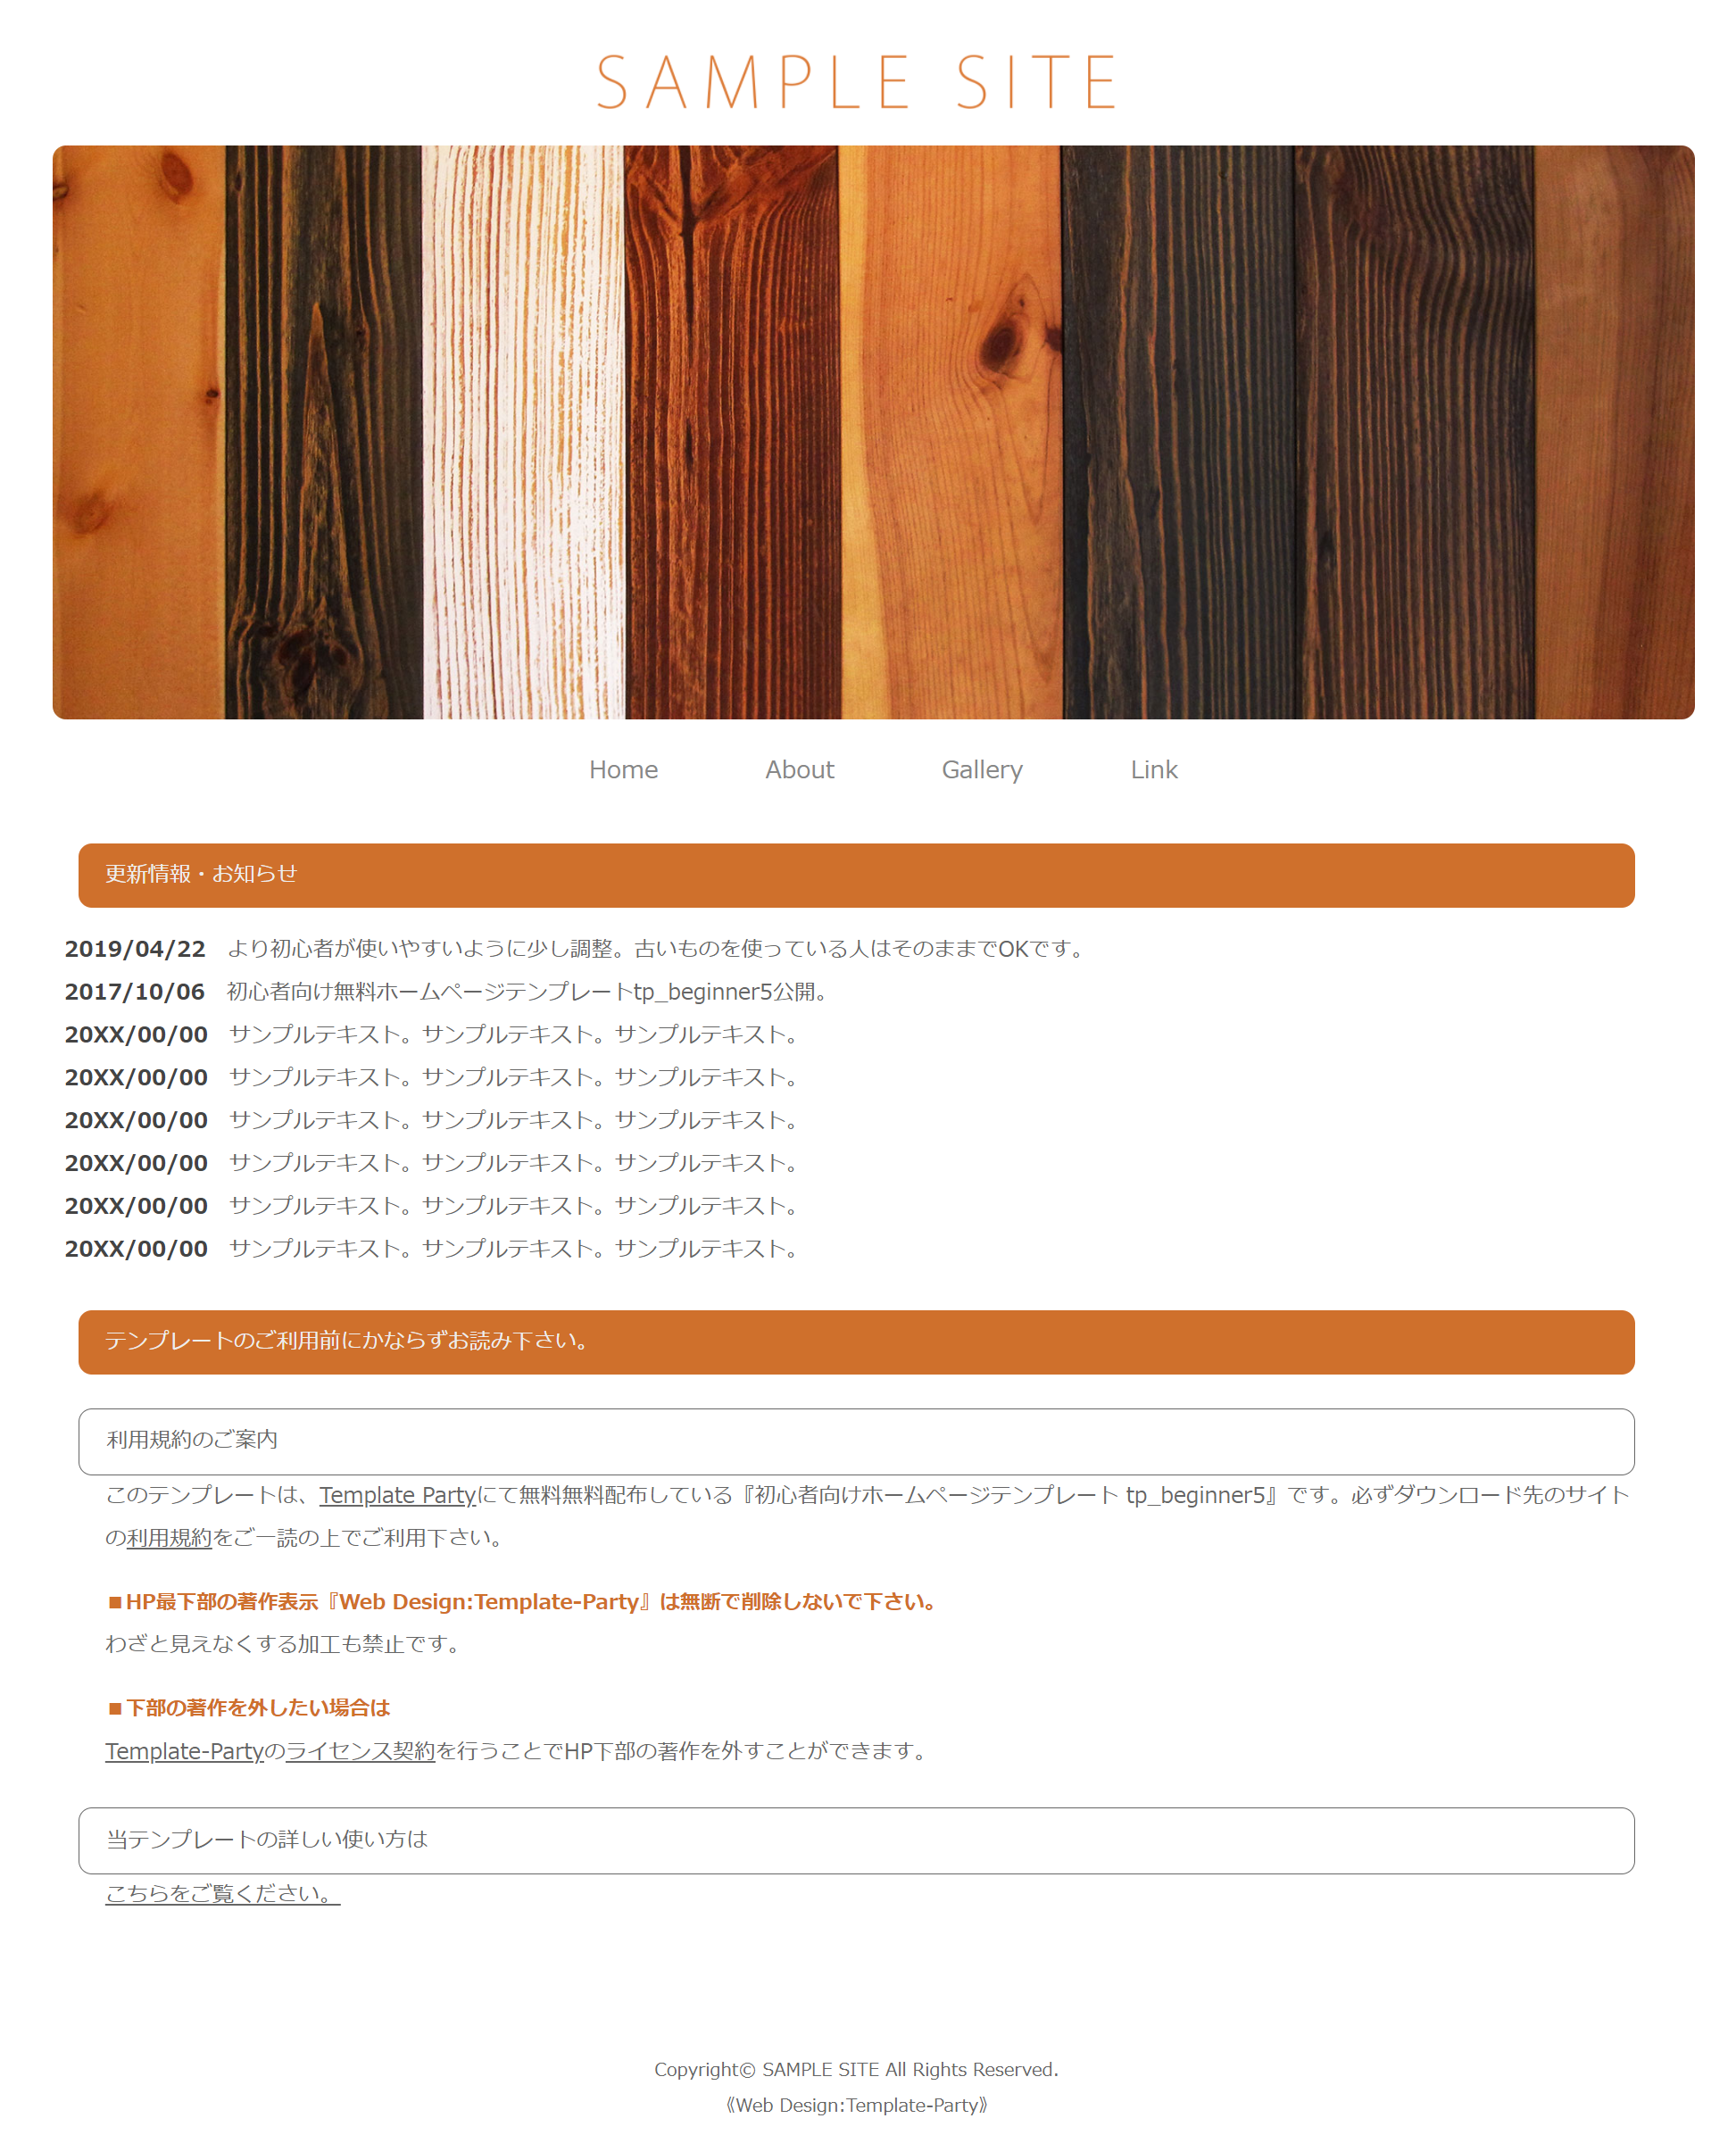 SAMPLE SITE
Home About Gallery Link
更新情報・お知らせ
2019/04/22 より初心者が使いやすいように少し調整。古いものを使っている人はそのままでOKです。
2017/10/06 初心者向け無料ホームページテンプレートtp_beginner5公開。
20XX/00/00 サンプルテキスト。サンプルテキスト。サンプルテキスト。
20XX/00/00 サンプルテキスト。サンプルテキスト。サンプルテキスト。
20XX/00/00 サンプルテキスト。サンプルテキスト。サンプルテキスト。
20XX/00/00 サンプルテキスト。サンプルテキスト。サンプルテキスト。
20XX/00/00 サンプルテキスト。サンプルテキスト。サンプルテキスト。
20XX/00/00 サンプルテキスト。サンプルテキスト。サンプルテキスト。
テンプレートのご利用前にかならずお読み下さい。
利用規約のご案内
このテンプレートは、Template Partyにて無料無料配布している『初心者向けホームページテンプレート tp_beginner5』です。必ずダウンロード先のサイト
の利用規約をご一読の上でご利用下さい。
■HP最下部の著作表示『Web Design:Template-Party』は無断で削除しないで下さい。
わざと見えなくする加工も禁止です。
■下部の著作を外したい場合は
Template-Partyのライセンス契約を行うことでHP下部の著作を外すことができます。
当テンプレートの詳しい使い方は
こちらをご覧ください。
Copyright© SAMPLE SITE All Rights Reserved.
《Web Design:Template-Party》